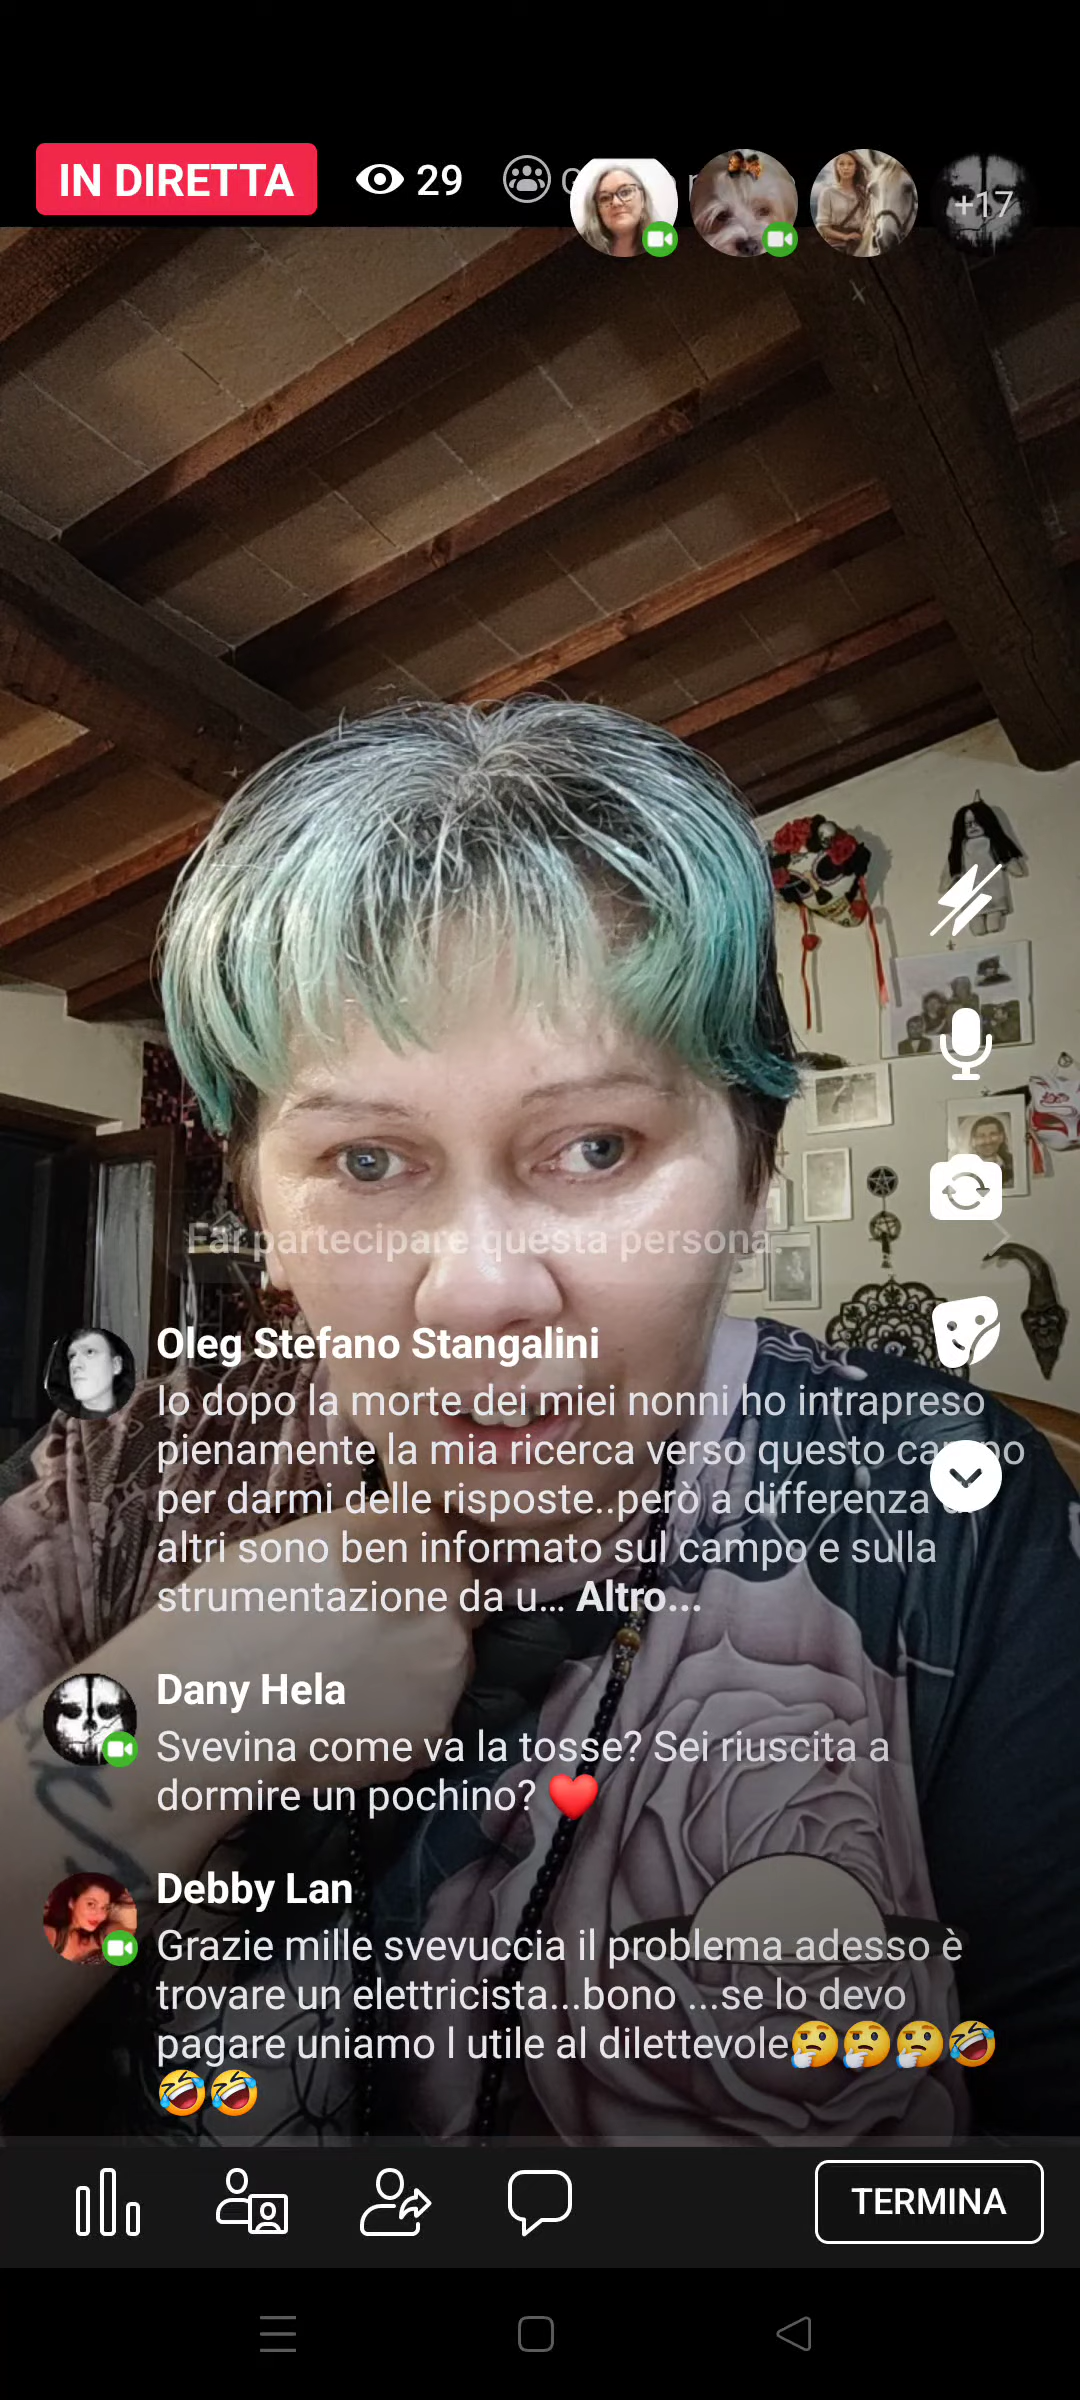 IN DIRETTA
29
+17
Far partecipare questa persona.
Oleg Stefano Stangalini
Io dopo la morte dei miei nonni ho intrapreso
pienamente la mia ricerca verso questo campo
per darmi delle risposte..però a differenza di
altri sono ben informato sul campo e sulla
strumentazione da u... Altro...
Dany Hela
Svevina come va la tosse? Sei riuscita a
dormire un pochino? ❤️
Debby Lan
Grazie mille svevuccia il problema adesso è
trovare un elettricista...bono ...se lo devo
pagare uniamo l utile al dilettevole🤔🤔🤔🤣
🤣🤣
TERMINA